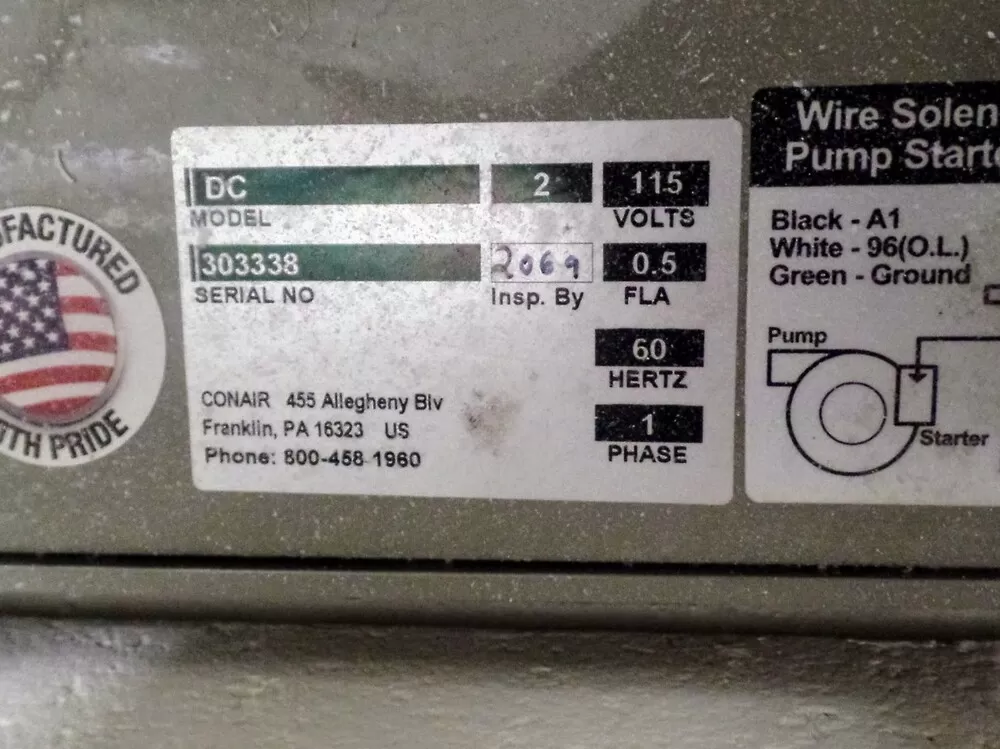 FACTURED
TH PRIDE
DC 2 115
MODEL VOLTS
303338 2069 0.5
SERIAL NO Insp. By FLA
60
HERTZ
CONAIR 455 Allegheny Blv
Franklin, PA 16323 US
Phone: 800-458-1960
1
PHASE
Wire Solen
Pump Starte
Black - A1
White - 96(O.L.)
Green - Ground
Pump
Starter